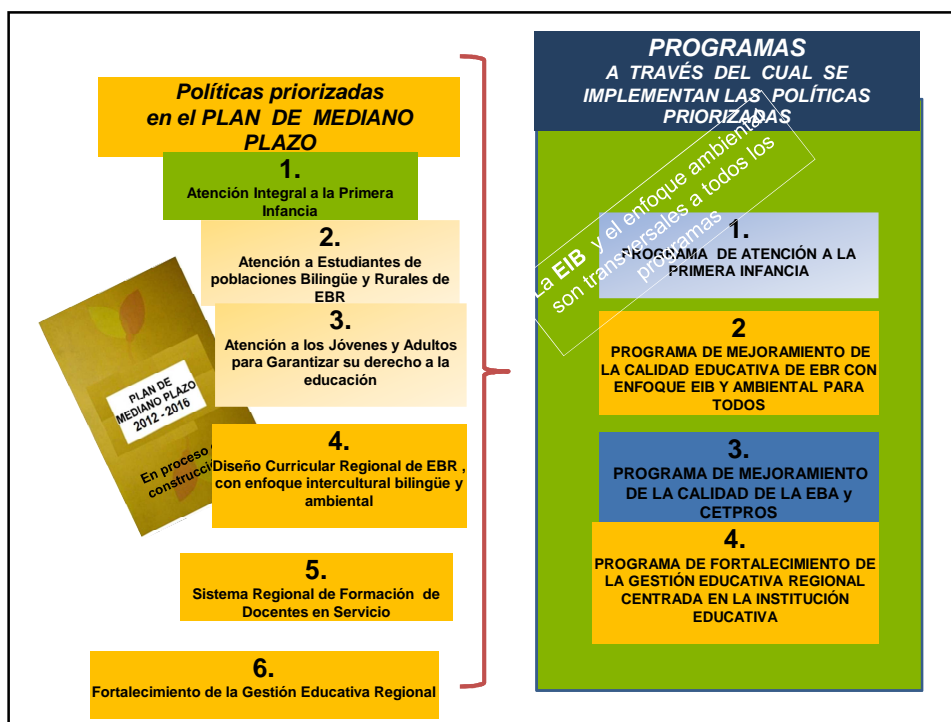 Políticas priorizadas
en el PLAN DE MEDIANO
PLAZO
1.
Atención Integral a la Primera
Infancia
2.
Atención a Estudiantes de
poblaciones Bilingüe y Rurales de
EBR
3.
Atención a los Jóvenes y Adultos
para Garantizar su derecho a la
educación
PLAN DE
MEDIANO PLAZO
2012 - 2016
En proceso
construcci
4.
Diseño Curricular Regional de EBR ,
con enfoque intercultural bilingüe y
ambiental
5.
Sistema Regional de Formación de
Docentes en Servicio
6.
Fortalecimiento de la Gestión Educativa Regional
PROGRAMAS
A TRAVÉS DEL CUAL SE
IMPLEMENTAN LAS POLÍTICAS
PRIORIZADAS
La EIB y el enfoque ambiental
son transversales a todos los
programas
1.
PROGRAMA DE ATENCIÓN A LA
PRIMERA INFANCIA
2
PROGRAMA DE MEJORAMIENTO DE
LA CALIDAD EDUCATIVA DE EBR CON
ENFOQUE EIB Y AMBIENTAL PARA
TODOS
3.
PROGRAMA DE MEJORAMIENTO
DE LA CALIDAD DE LA EBA y
CETPROS
4.
PROGRAMA DE FORTALECIMIENTO DE
LA GESTIÓN EDUCATIVA REGIONAL
CENTRADA EN LA INSTITUCIÓN
EDUCATIVA